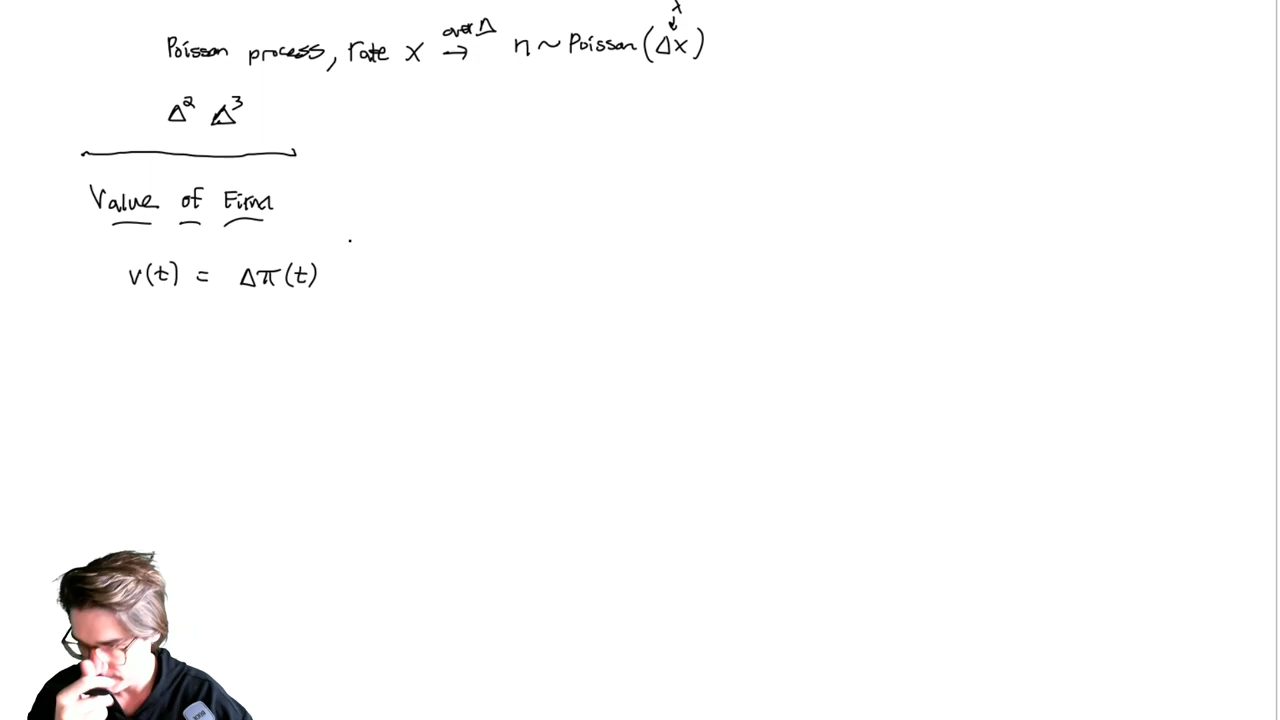 λ
over Δ
Poisson process, rate x → n ~ Poisson(Δx)
Δ² Δ³
Value of Firm
v(t) = Δπ(t)